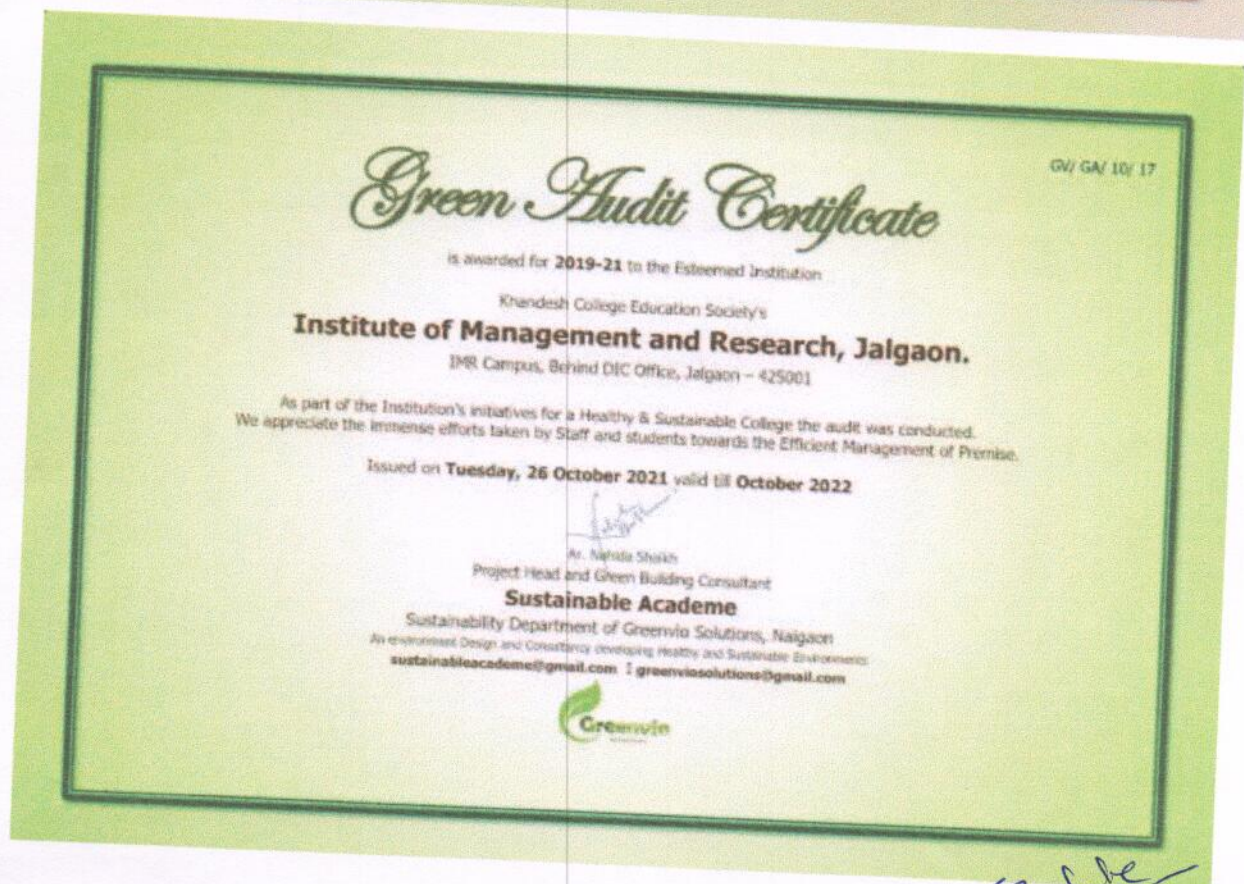 GV/ GA/ 10/ 17
Green Audit Certificate
is awarded for 2019-21 to the Esteemed Institution
Khandesh College Education Society's
Institute of Management and Research, Jalgaon.
IMR Campus, Behind DIC Office, Jalgaon – 425001
As part of the Institution's initiatives for a Healthy & Sustainable College the audit was conducted.
We appreciate the immense efforts taken by Staff and students towards the Efficient Management of Premise.
Issued on Tuesday, 26 October 2021 valid till October 2022
Ar. Nahida Shaikh
Project Head and Green Building Consultant
Sustainable Academe
Sustainability Department of Greenvio Solutions, Naigaon
An environment Design and Consultancy developing Healthy and Sustainable Environments
sustainableacademe@gmail.com I greenviosolutions@gmail.com
Greenvio